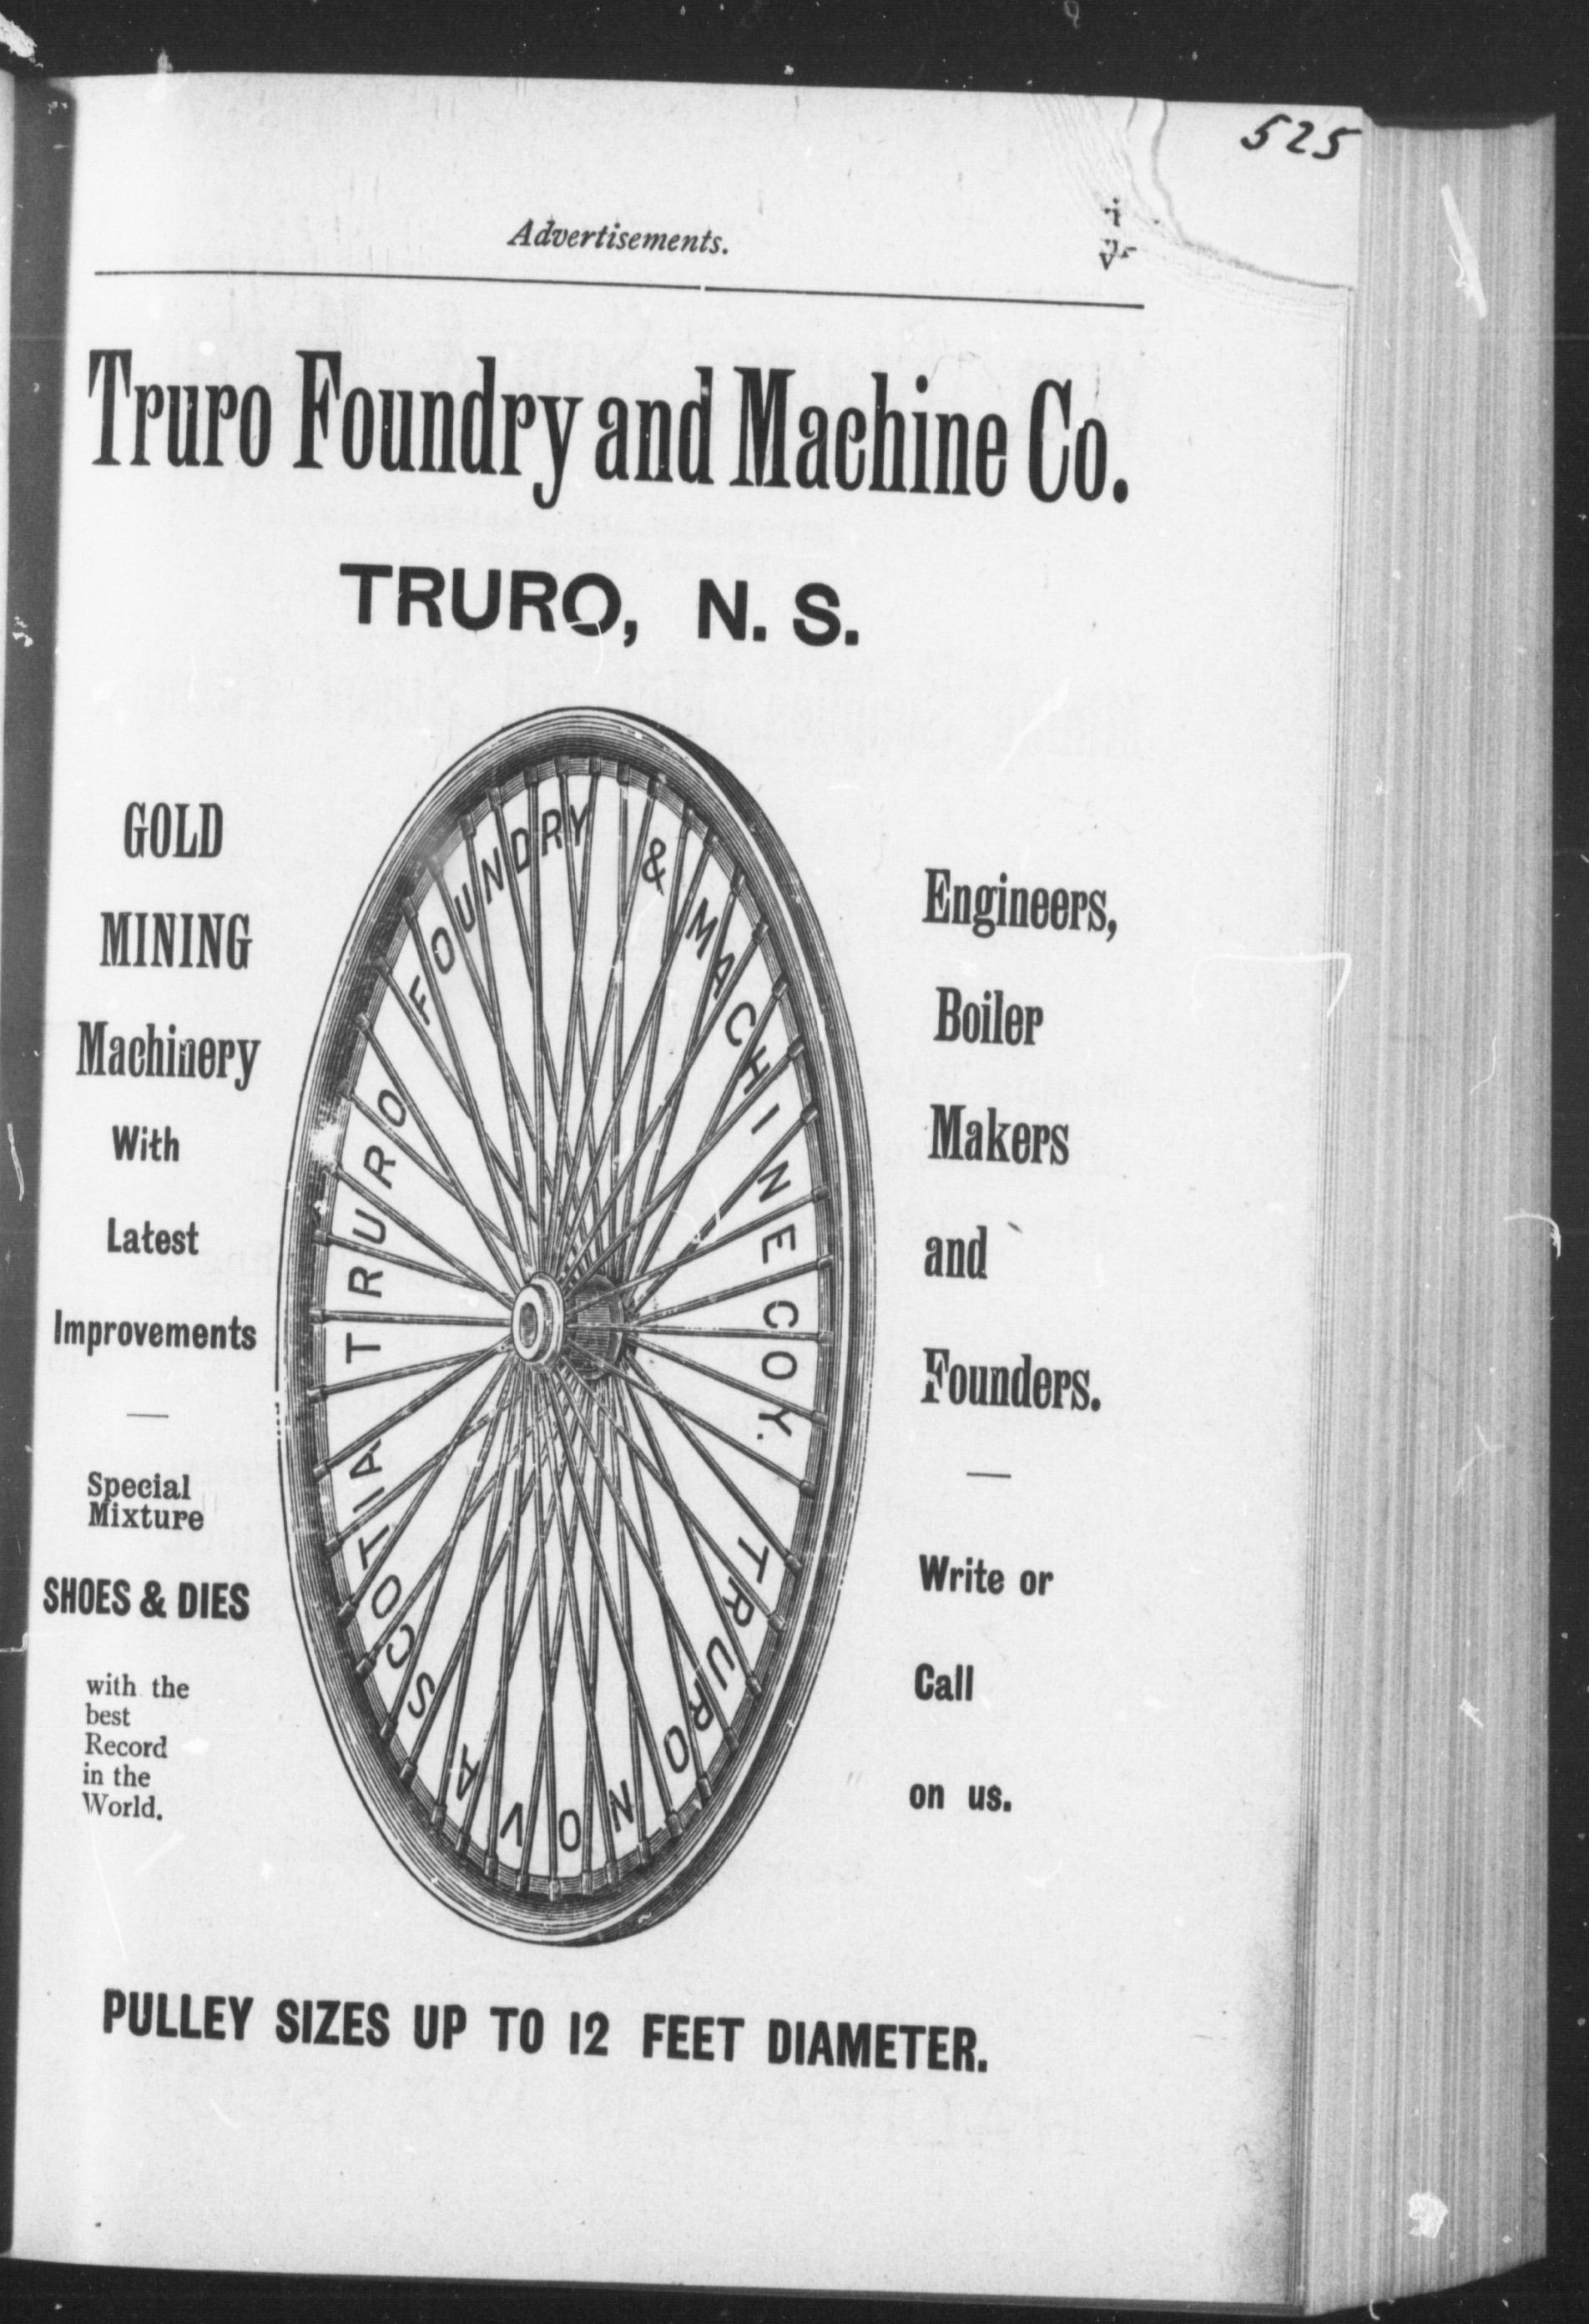 525
Advertisements.
Truro Foundry and Machine Co.
TRURO, N. S.
GOLD
MINING
Machinery
With
Latest
Improvements
Special
Mixture
SHOES & DIES
with the
best
Record
in the
World.
TRURO FOUNDRY & MACHINE COY.
TRURO NOVA SCOTIA
Engineers,
Boiler
Makers
and
Founders.
Write or
Call
on us.
PULLEY SIZES UP TO 12 FEET DIAMETER.